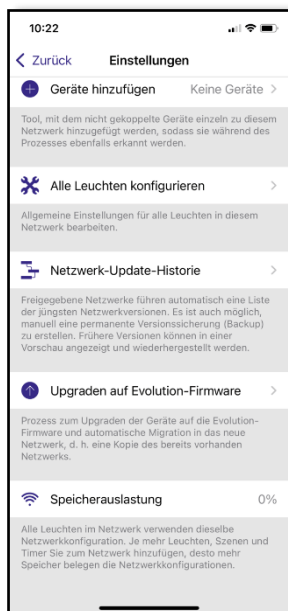 10:22
Zurück Einstellungen
Geräte hinzufügen Keine Geräte
Tool, mit dem nicht gekoppelte Geräte einzeln zu diesem
Netzwerk hinzugefügt werden, sodass sie während des
Prozesses ebenfalls erkannt werden.
Alle Leuchten konfigurieren
Allgemeine Einstellungen für alle Leuchten in diesem
Netzwerk bearbeiten.
Netzwerk-Update-Historie
Freigegebene Netzwerke führen automatisch eine Liste
der jüngsten Netzwerkversionen. Es ist auch möglich,
manuell eine permanente Versionssicherung (Backup)
zu erstellen. Frühere Versionen können in einer
Vorschau angezeigt und wiederhergestellt werden.
Upgraden auf Evolution-Firmware
Prozess zum Upgraden der Geräte auf die Evolution-
Firmware und automatische Migration in das neue
Netzwerk, d. h. eine Kopie des bereits vorhanden
Netzwerks.
Speicherauslastung 0%
Alle Leuchten im Netzwerk verwenden dieselbe
Netzwerkkonfiguration. Je mehr Leuchten, Szenen und
Timer Sie zum Netzwerk hinzufügen, desto mehr
Speicher belegen die Netzwerkkonfigurationen.